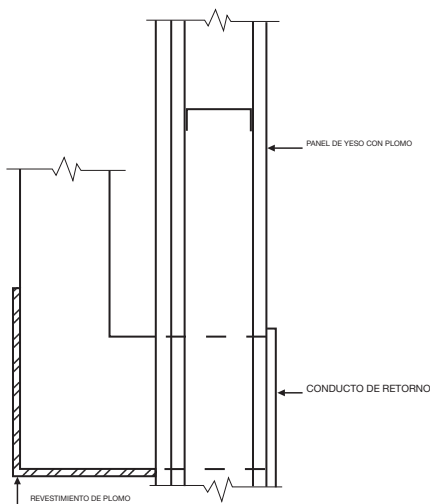 PANEL DE YESO CON PLOMO
CONDUCTO DE RETORNO
REVESTIMIENTO DE PLOMO